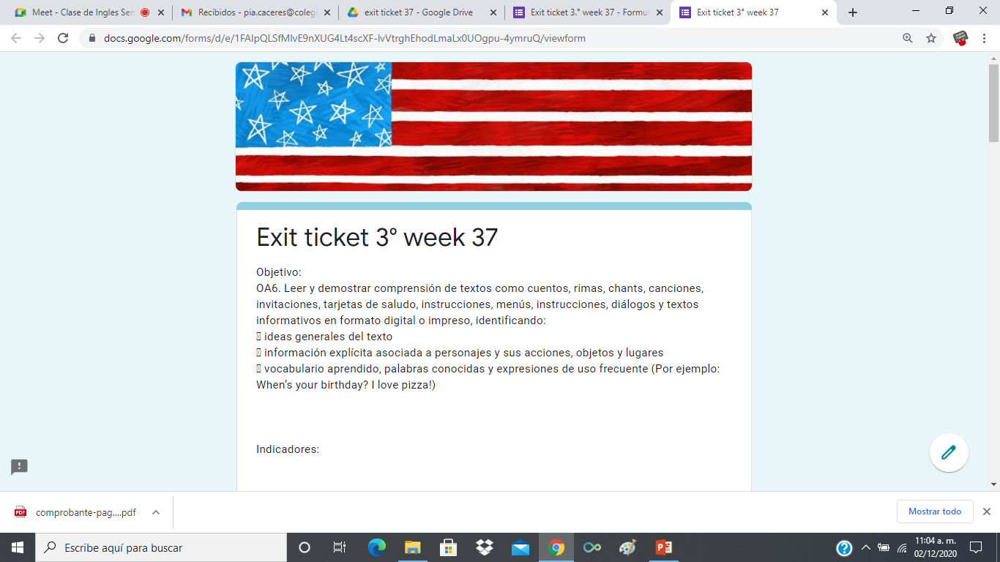 Meet - Clase de Ingles Sen
Recibidos - pia.caceres@coleg
exit ticket 37 - Google Drive
Exit ticket 3.° week 37 - Formul
Exit ticket 3° week 37
docs.google.com/forms/d/e/1FAIpQLSfMlvE9nXUG4Lt4scXF-lvVtrghEhodLmaLx0UOgpu-4ymruQ/viewform
Exit ticket 3° week 37
Objetivo:
OA6. Leer y demostrar comprensión de textos como cuentos, rimas, chants, canciones,
invitaciones, tarjetas de saludo, instrucciones, menús, instrucciones, diálogos y textos
informativos en formato digital o impreso, identificando:
ideas generales del texto
información explícita asociada a personajes y sus acciones, objetos y lugares
vocabulario aprendido, palabras conocidas y expresiones de uso frecuente (Por ejemplo:
When's your birthday? I love pizza!)
Indicadores:
comprobante-pag....pdf
Mostrar todo
Escribe aquí para buscar
11:04 a. m.
02/12/2020